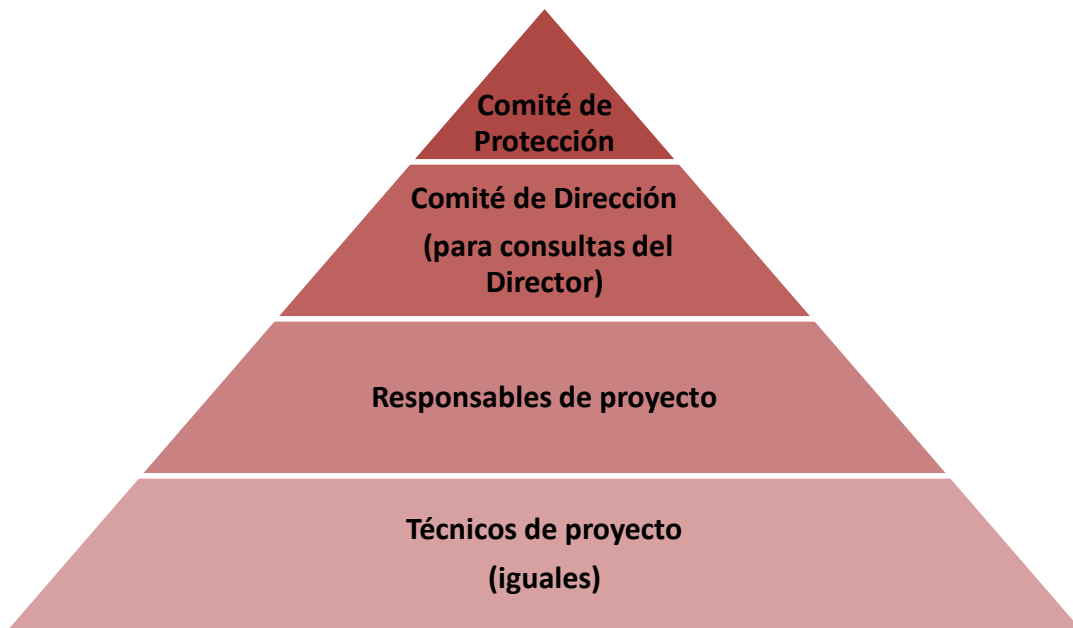 Comité de
Protección
Comité de Dirección
(para consultas del
Director)
Responsables de proyecto
Técnicos de proyecto
(iguales)